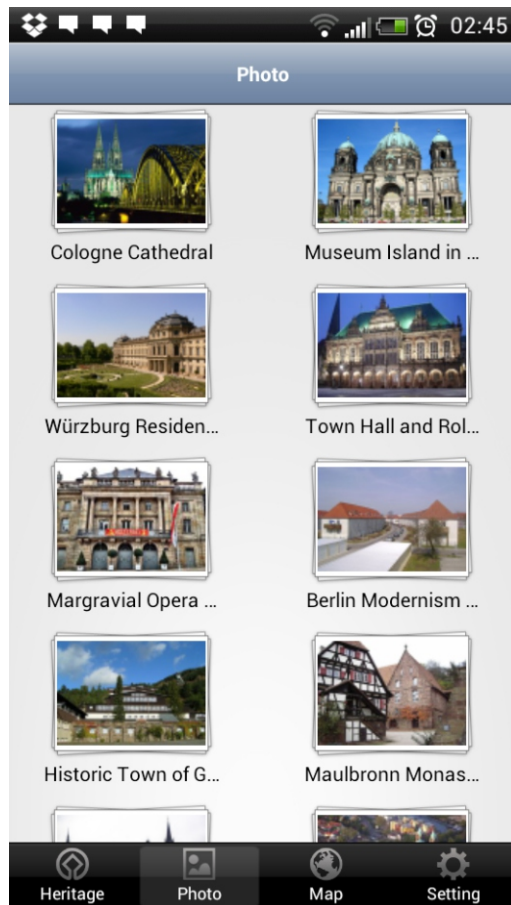 02:45
Photo
Cologne Cathedral
Museum Island in ...
Würzburg Residen...
Town Hall and Rol...
Margravial Opera ...
Berlin Modernism ...
Historic Town of G...
Maulbronn Monas...
Heritage
Photo
Map
Setting